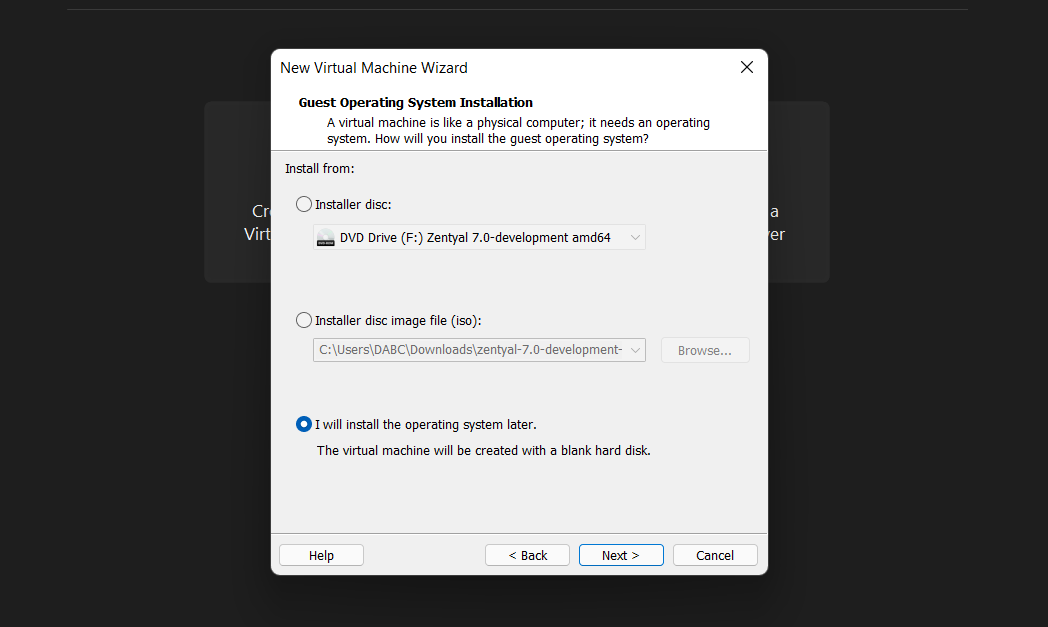 New Virtual Machine Wizard
Guest Operating System Installation
A virtual machine is like a physical computer; it needs an operating
system. How will you install the guest operating system?
Install from:
Installer disc:
DVD Drive (F:) Zentyal 7.0-development amd64
Installer disc image file (iso):
C:\Users\DABC\Downloads\zentyal-7.0-development-
Browse...
I will install the operating system later.
The virtual machine will be created with a blank hard disk.
Help
< Back
Next >
Cancel